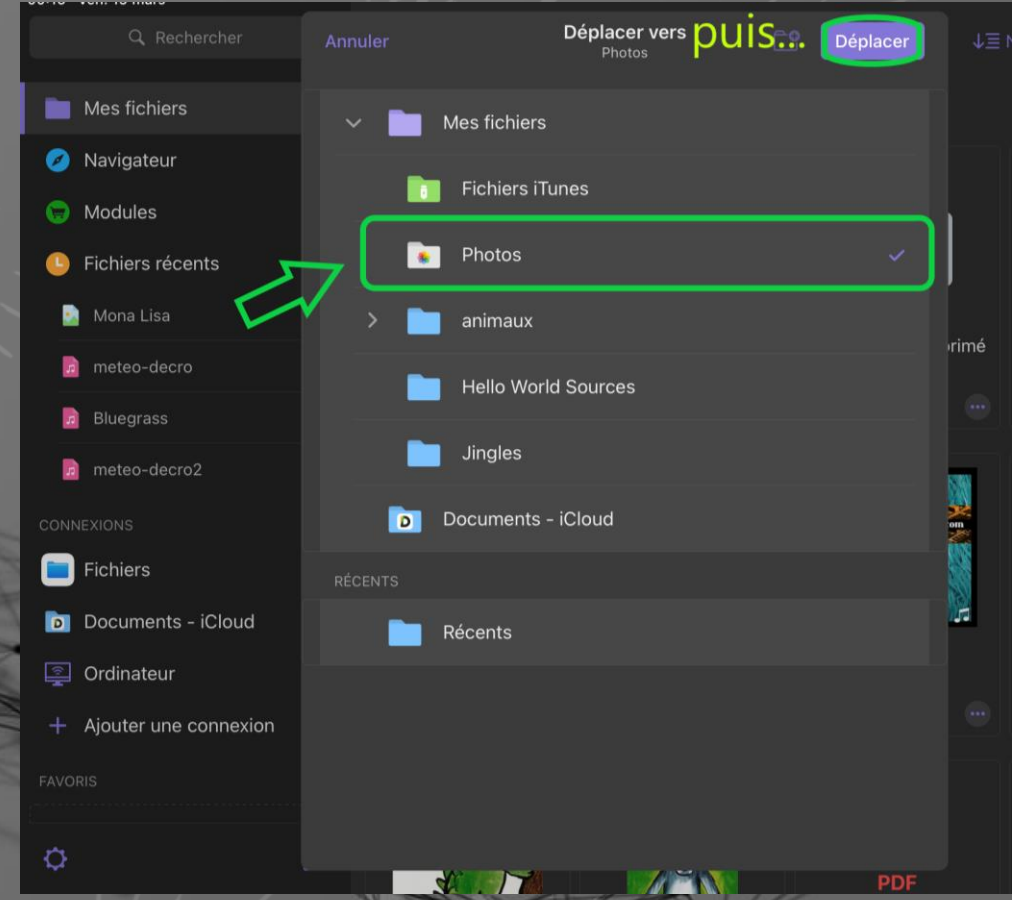 Rechercher
Mes fichiers
Navigateur
Modules
Fichiers récents
Mona Lisa
meteo-decro
Bluegrass
meteo-decro2
CONNEXIONS
Fichiers
Documents - iCloud
Ordinateur
Ajouter une connexion
FAVORIS
Annuler
Déplacer vers
Photos
puis...
Déplacer
Mes fichiers
Fichiers iTunes
Photos
animaux
Hello World Sources
Jingles
Documents - iCloud
RÉCENTS
Récents
rimé
PDF